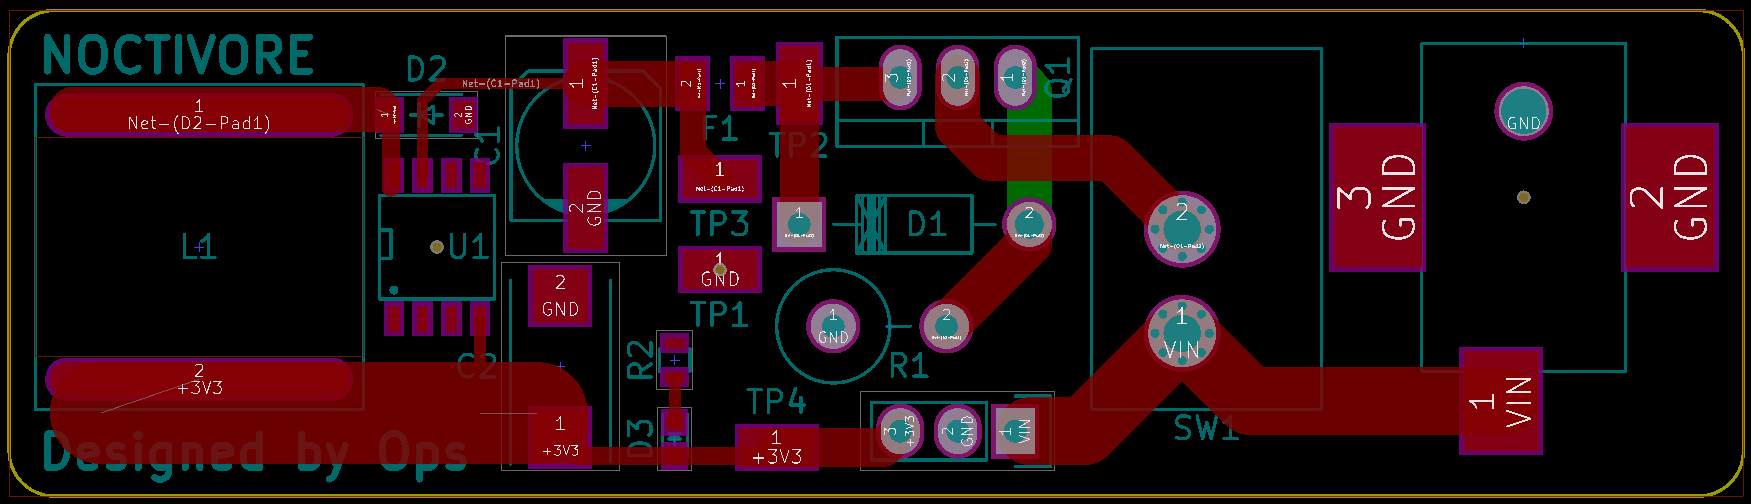 NOCTIVORE
1
Net-(D2-Pad1)
D2
1
2
GND
Net-(C1-Pad1)
C1
1
Net-(C1-Pad1)
2
GND
2
1
F1
1
Net-(D1-Pad1)
TP2
3
2
1
Q1
1
Net-(C1-Pad1)
TP3
1
GND
TP1
1
D1
2
2
1
VIN
SW1
3
GND
GND
2
GND
1
VIN
L1
U1
2
GND
C2
1
+3V3
2
+3V3
R2
D3
1
GND
2
R1
TP4
1
+3V3
3
+3V3
2
GND
1
VIN
Designed by Ops